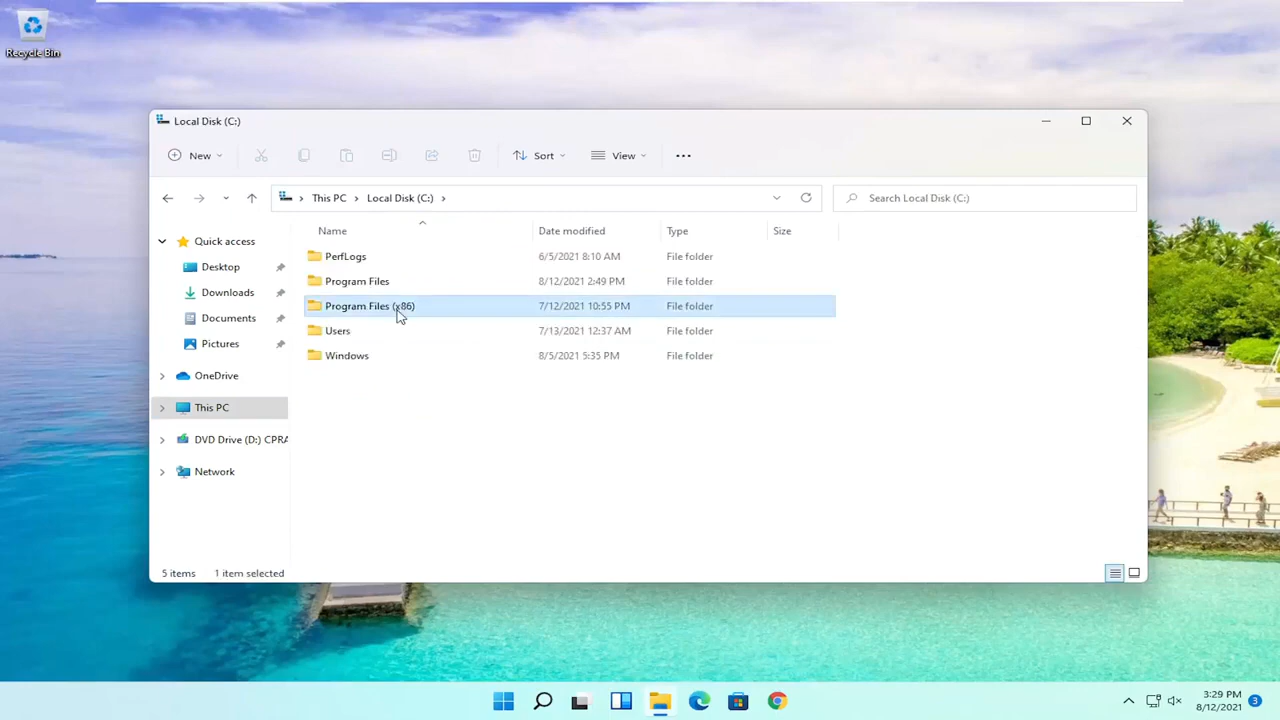 Recycle Bin
Local Disk (C:)
New
Sort
View
This PC
Local Disk (C:)
Search Local Disk (C:)
Name
Date modified
Type
Size
PerfLogs
6/5/2021 8:10 AM
File folder
Program Files
8/12/2021 2:49 PM
File folder
Program Files (x86)
7/12/2021 10:55 PM
File folder
Users
7/13/2021 12:37 AM
File folder
Windows
8/5/2021 5:35 PM
File folder
Quick access
Desktop
Downloads
Documents
Pictures
OneDrive
This PC
DVD Drive (D:) CPRA
Network
5 items
1 item selected
3:29 PM
8/12/2021
3